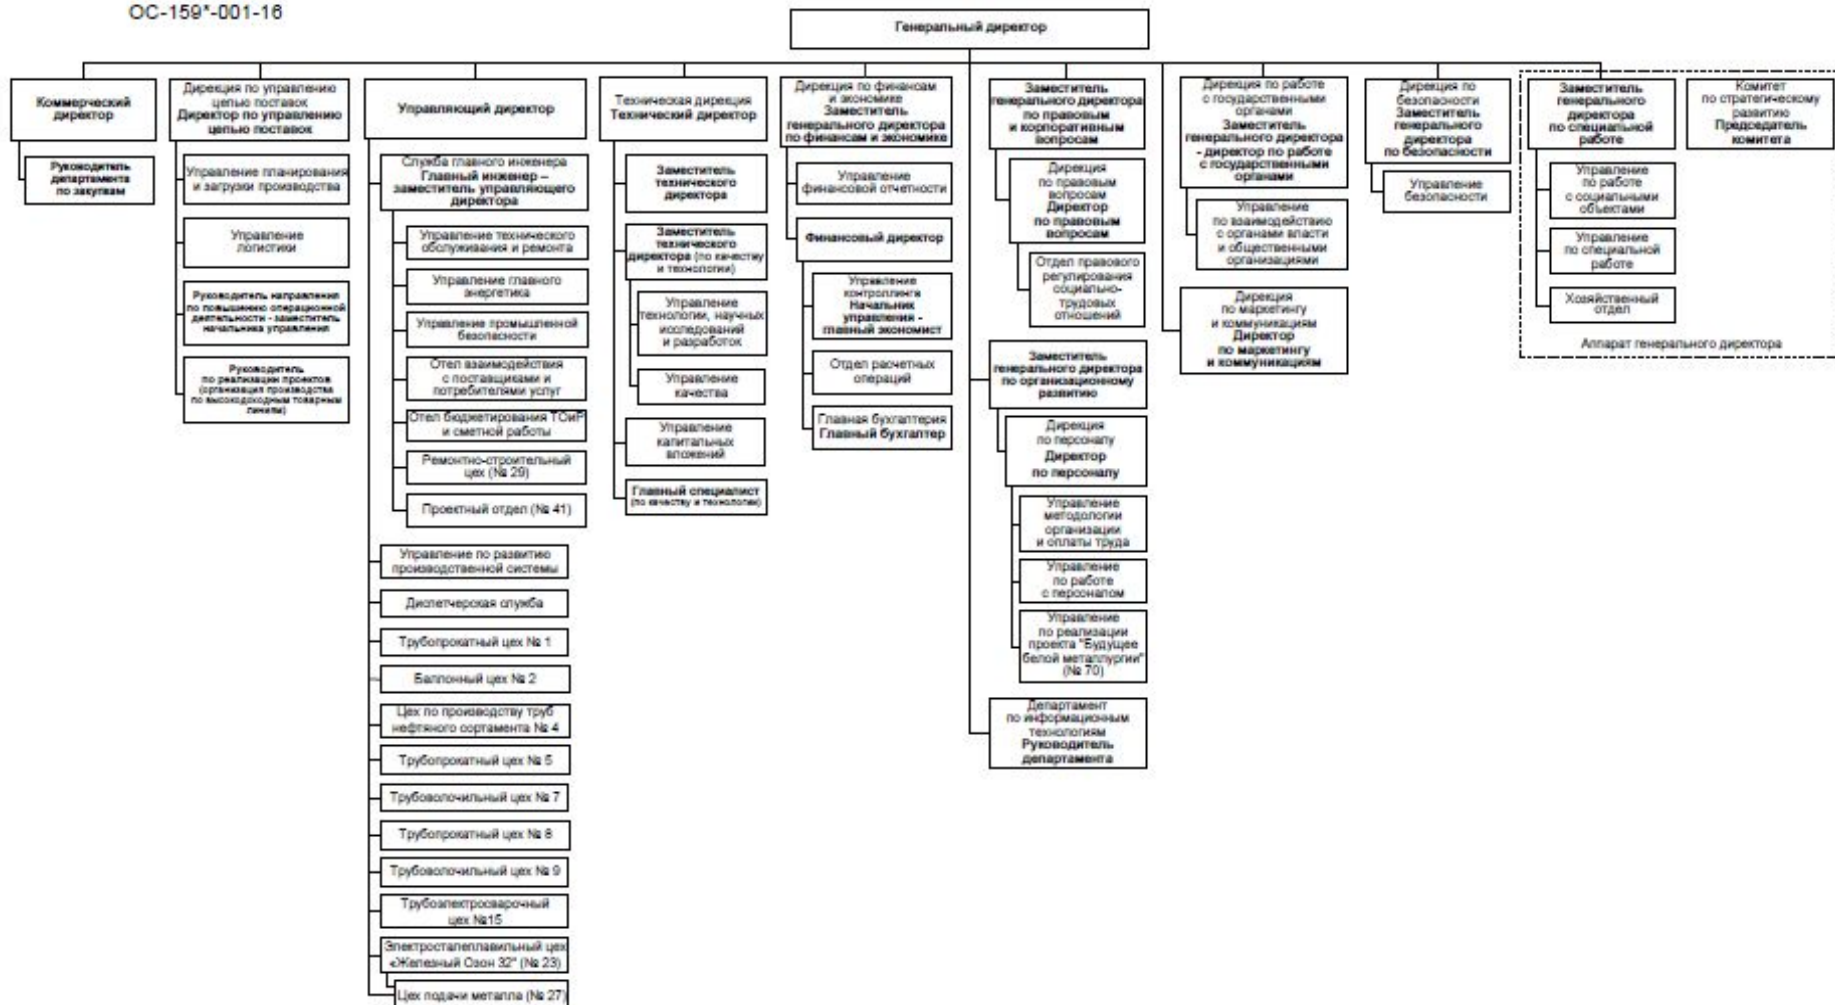 ОС-159*-001-16
Генеральный директор
Коммерческий
директор
Руководитель
департамента
по закупкам
Дирекция по управлению
цепью поставок
Директор по управлению
цепью поставок
Управление планирования
и загрузки производства
Управление
логистики
Руководитель направления
по повышению операционной
деятельности - заместитель
начальника управления
Руководитель
по реализации проектов
(организация производства
по высокодоходным товарным
линиям)
Управляющий директор
Служба главного инженера
Главный инженер –
заместитель управляющего
директора
Управление технического
обслуживания и ремонта
Управление главного
энергетика
Управление промышленной
безопасности
Отел взаимодействия
с поставщиками и
потребителями услуг
Отел бюджетирования ТОиР
и сметной работы
Ремонтно-строительный
цех (№ 29)
Проектный отдел (№ 41)
Управление по развитию
производственной системы
Диспетчерская служба
Трубопрокатный цех № 1
Баллонный цех № 2
Цех по производству труб
нефтяного сортамента № 4
Трубопрокатный цех № 5
Трубоволочильный цех № 7
Трубопрокатный цех № 8
Трубоволочильный цех № 9
Трубоэлектросварочный
цех №15
Электросталеплавильный цех
«Железный Озон 32" (№ 23)
Цех подачи металла (№ 27)
Техническая дирекция
Технический директор
Заместитель
технического
директора
Заместитель
технического
директора (по качеству
и технологии)
Управление
технологии, научных
исследований
и разработок
Управление
качества
Управление
капитальных
вложений
Главный специалист
(по качеству и технологии)
Дирекция по финансам
и экономике
Заместитель
генерального директора
по финансам и экономике
Управление
финансовой отчетности
Финансовый директор
Управление
контроллинга
Начальник
управления -
главный экономист
Отдел расчетных
операций
Главная бухгалтерия
Главный бухгалтер
Заместитель
генерального директора
по правовым
и корпоративным
вопросам
Дирекция
по правовым
вопросам
Директор
по правовым
вопросам
Отдел правового
регулирования
социально-
трудовых
отношений
Заместитель
генерального директора
по организационному
развитию
Дирекция
по персоналу
Директор
по персоналу
Управление
методологии
организации
и оплаты труда
Управление
по работе
с персоналом
Управление
по реализации
проекта "Будущее
белой металлургии"
(№ 70)
Департамент
по информационным
технологиям
Руководитель
департамента
Дирекция по работе
с государственными
органами
Заместитель
генерального директора
- директор по работе
с государственными
органами
Управление
по взаимодействию
с органами власти
и общественными
организациями
Дирекция
по маркетингу
и коммуникациям
Директор
по маркетингу
и коммуникациям
Дирекция по
безопасности
Заместитель
генерального
директора
по безопасности
Управление
безопасности
Заместитель
генерального
директора
по специальной
работе
Управление
по работе
с социальными
объектами
Управление
по специальной
работе
Хозяйственный
отдел
Комитет
по стратегическому
развитию
Председатель
комитета
Аппарат генерального директора